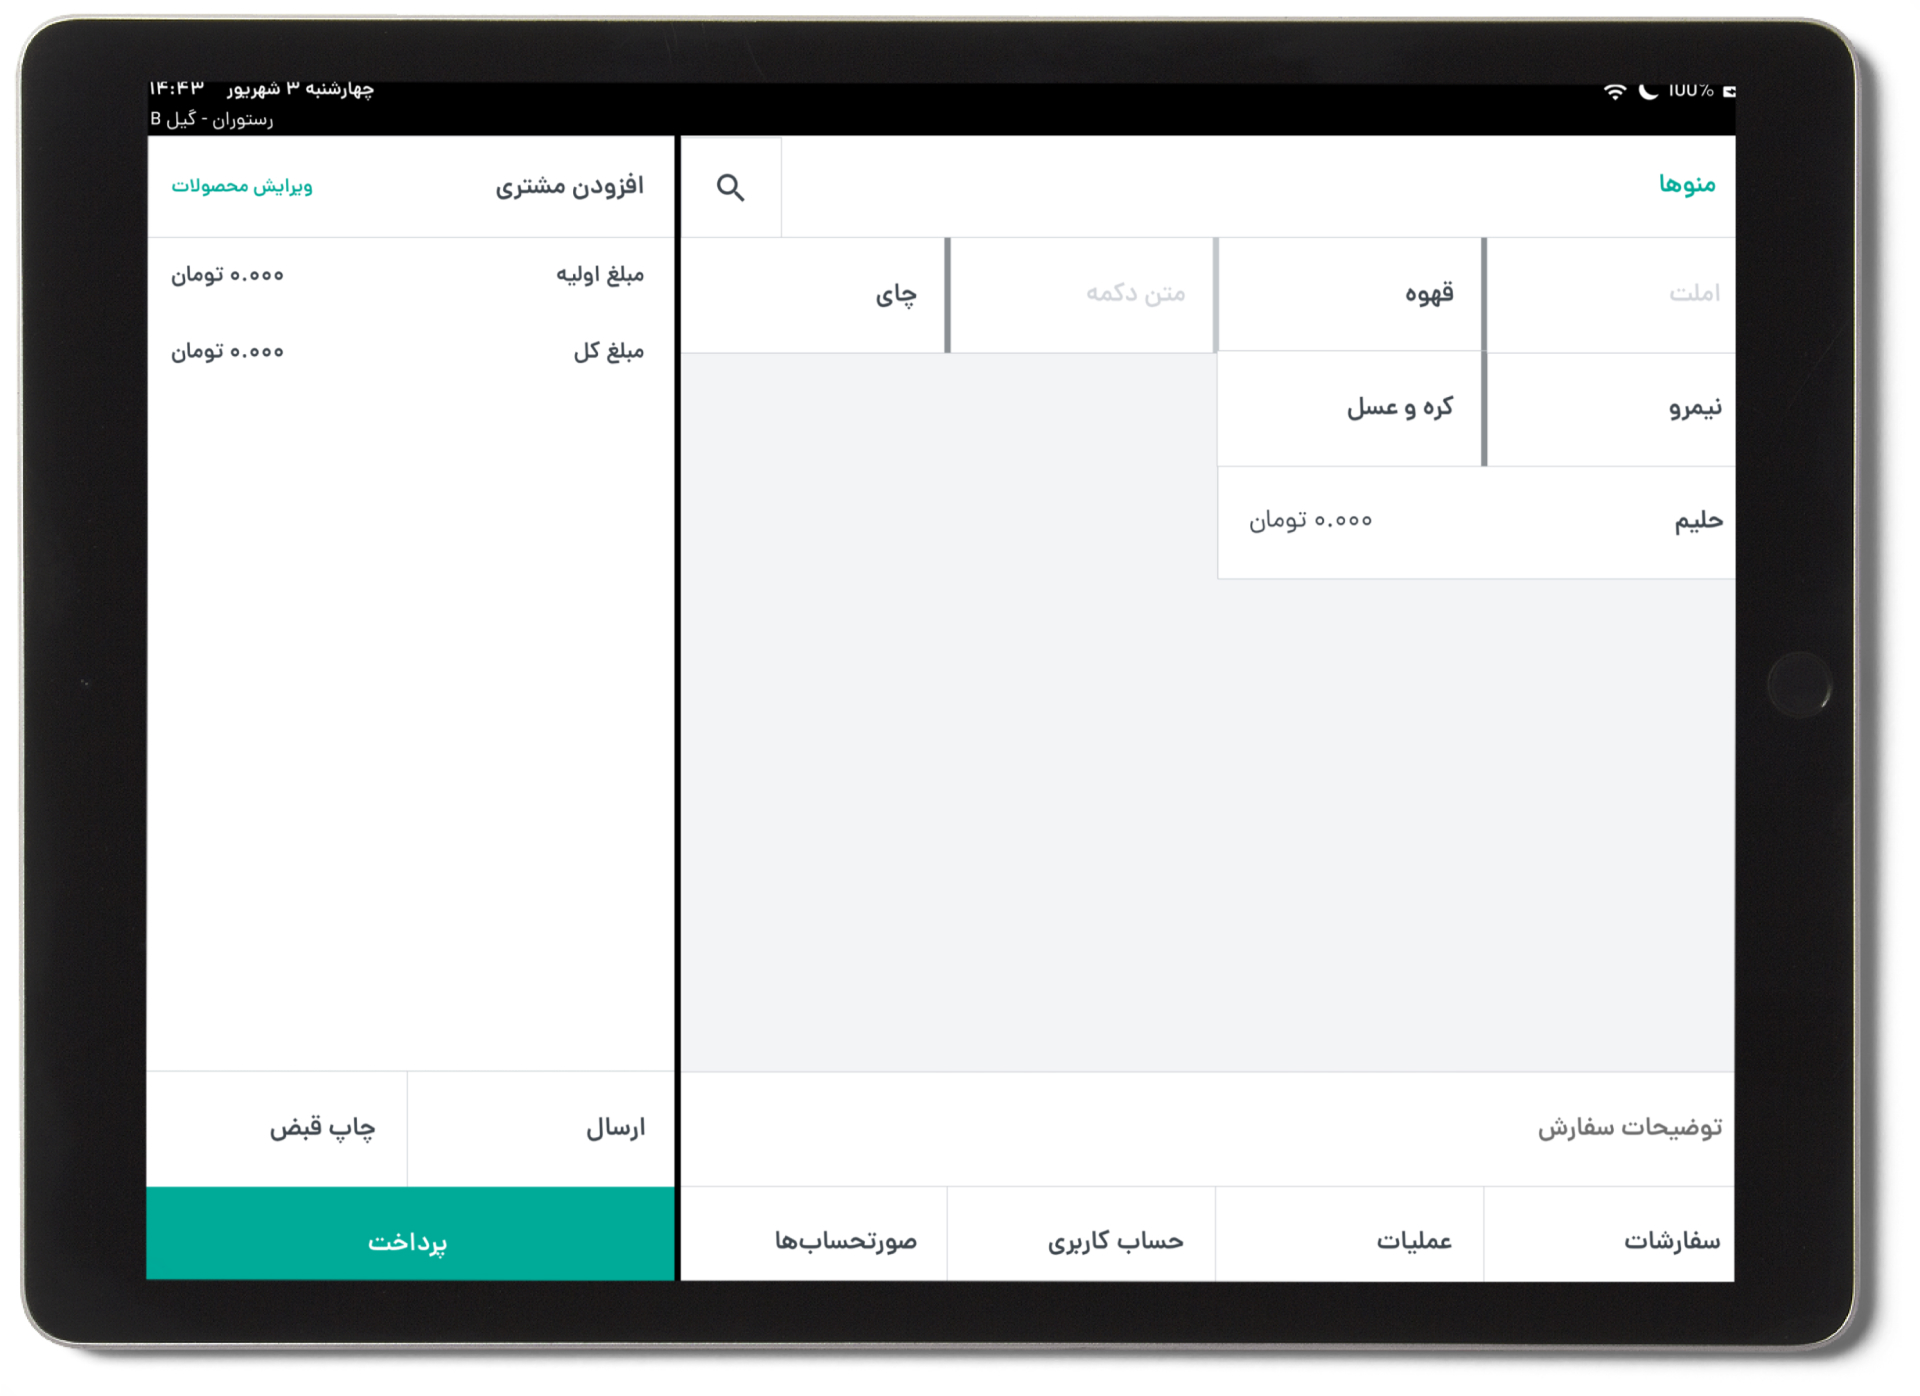 ۱۴:۴۳ چهارشنبه ۳ شهریور
100%
رستوران - گیل B
منوها
افزودن مشتری
ویرایش محصولات
املت
قهوه
متن دکمه
چای
نیمرو
کره و عسل
حلیم
۰.۰۰۰ تومان
مبلغ اولیه
۰.۰۰۰ تومان
مبلغ کل
۰.۰۰۰ تومان
توضیحات سفارش
سفارشات
عملیات
حساب کاربری
صورتحساب‌ها
ارسال
چاپ قبض
پرداخت